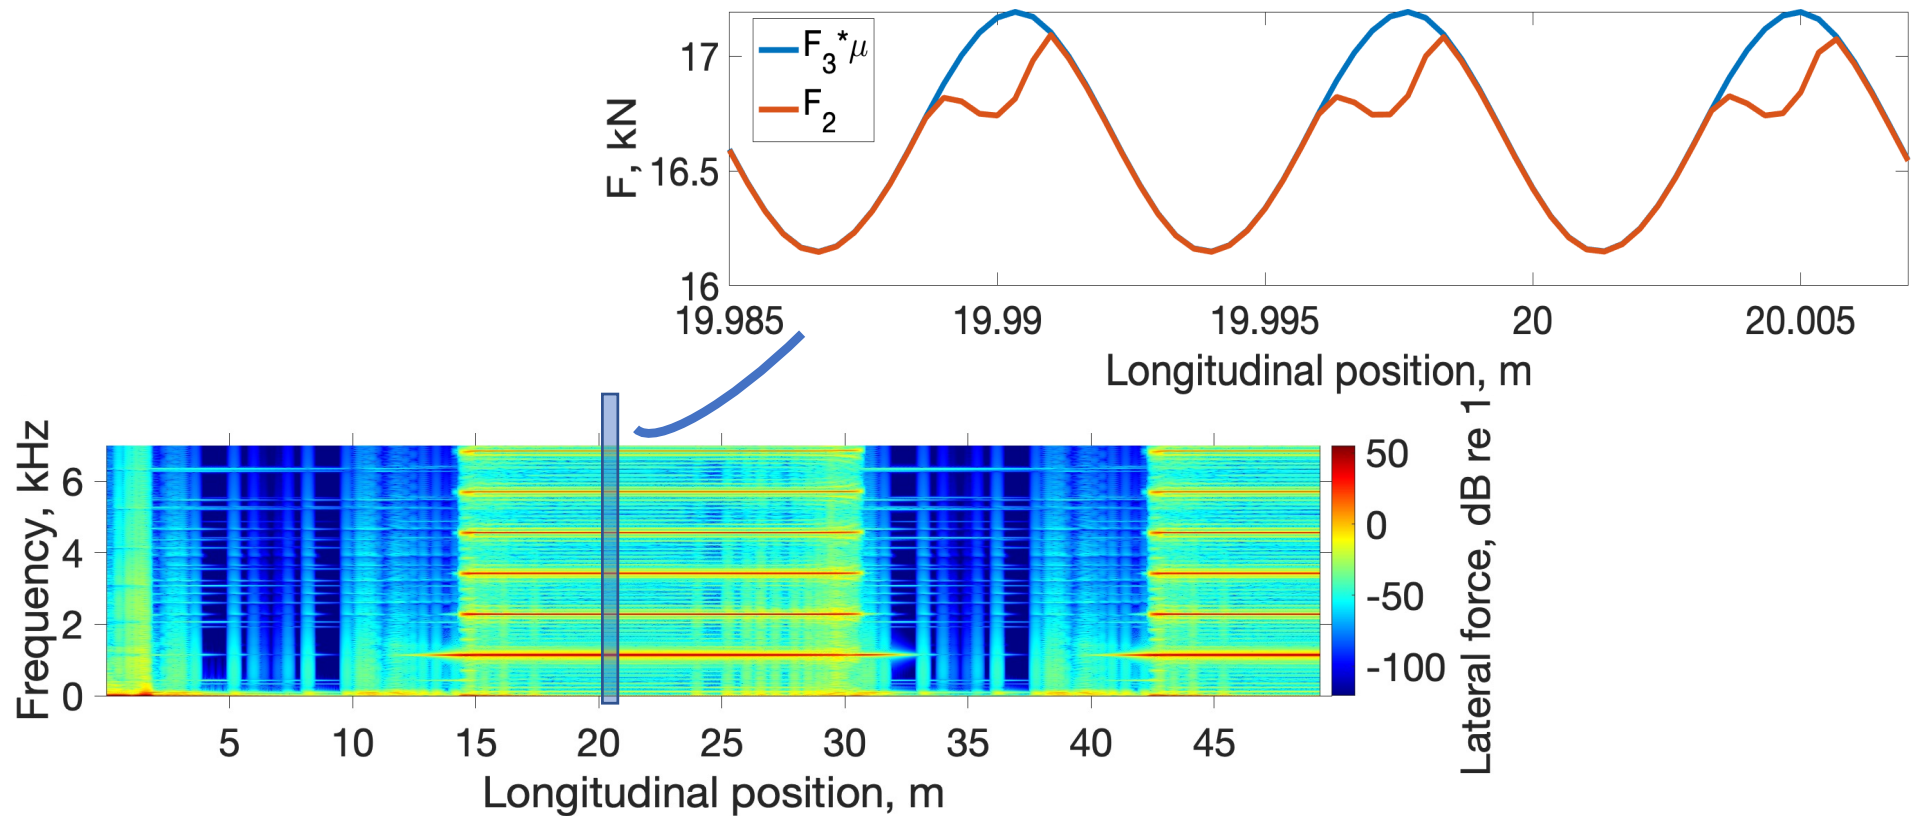 F3*μ
F2
17
16.5
16
F, kN
19.985 19.99 19.995 20 20.005
Longitudinal position, m
Frequency, kHz
6
4
2
0
5 10 15 20 25 30 35 40 45
Longitudinal position, m
50
0
-50
-100
Lateral force, dB re 1